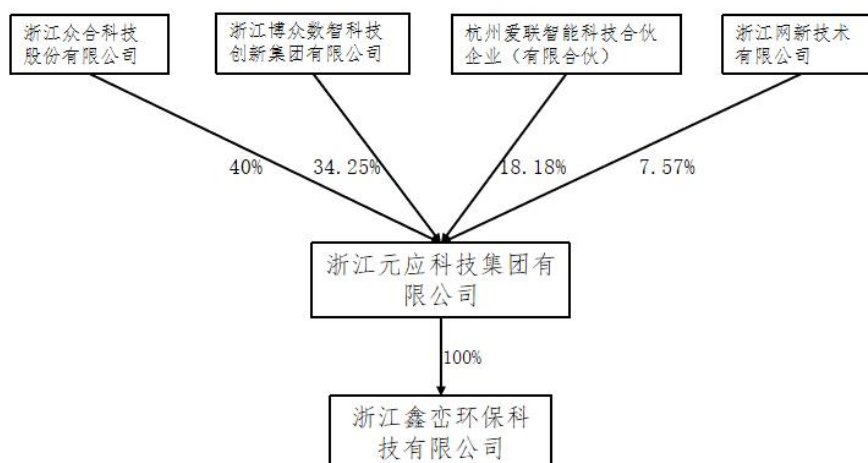 浙江众合科技
股份有限公司
浙江博众数智科技
创新集团有限公司
杭州爱联智能科技合伙
企业（有限合伙）
浙江网新技术
有限公司
40%
34.25%
18.18%
7.57%
浙江元应科技集团有
限公司
100%
浙江鑫峦环保科
技有限公司